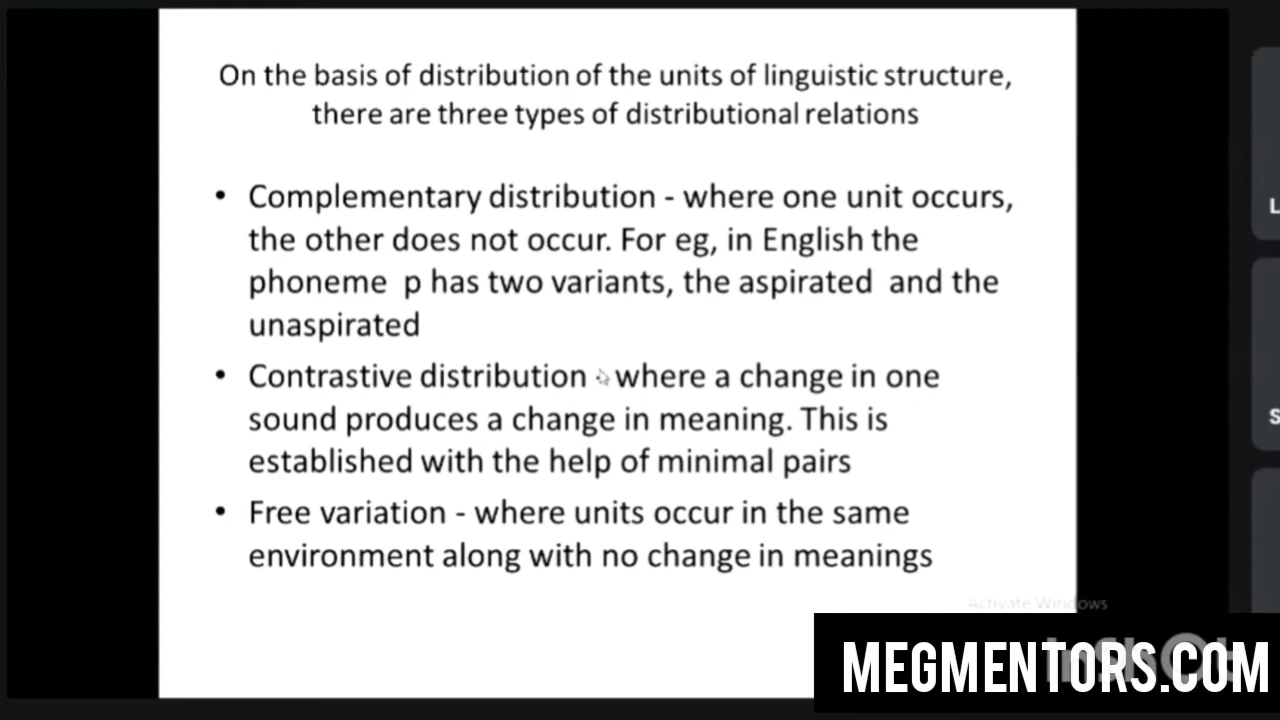 On the basis of distribution of the units of linguistic structure,
there are three types of distributional relations
• Complementary distribution - where one unit occurs,
the other does not occur. For eg, in English the
phoneme p has two variants, the aspirated and the
unaspirated
• Contrastive distribution - where a change in one
sound produces a change in meaning. This is
established with the help of minimal pairs
• Free variation - where units occur in the same
environment along with no change in meanings
Activate Windows
MEGMENTORS.COM
L
S